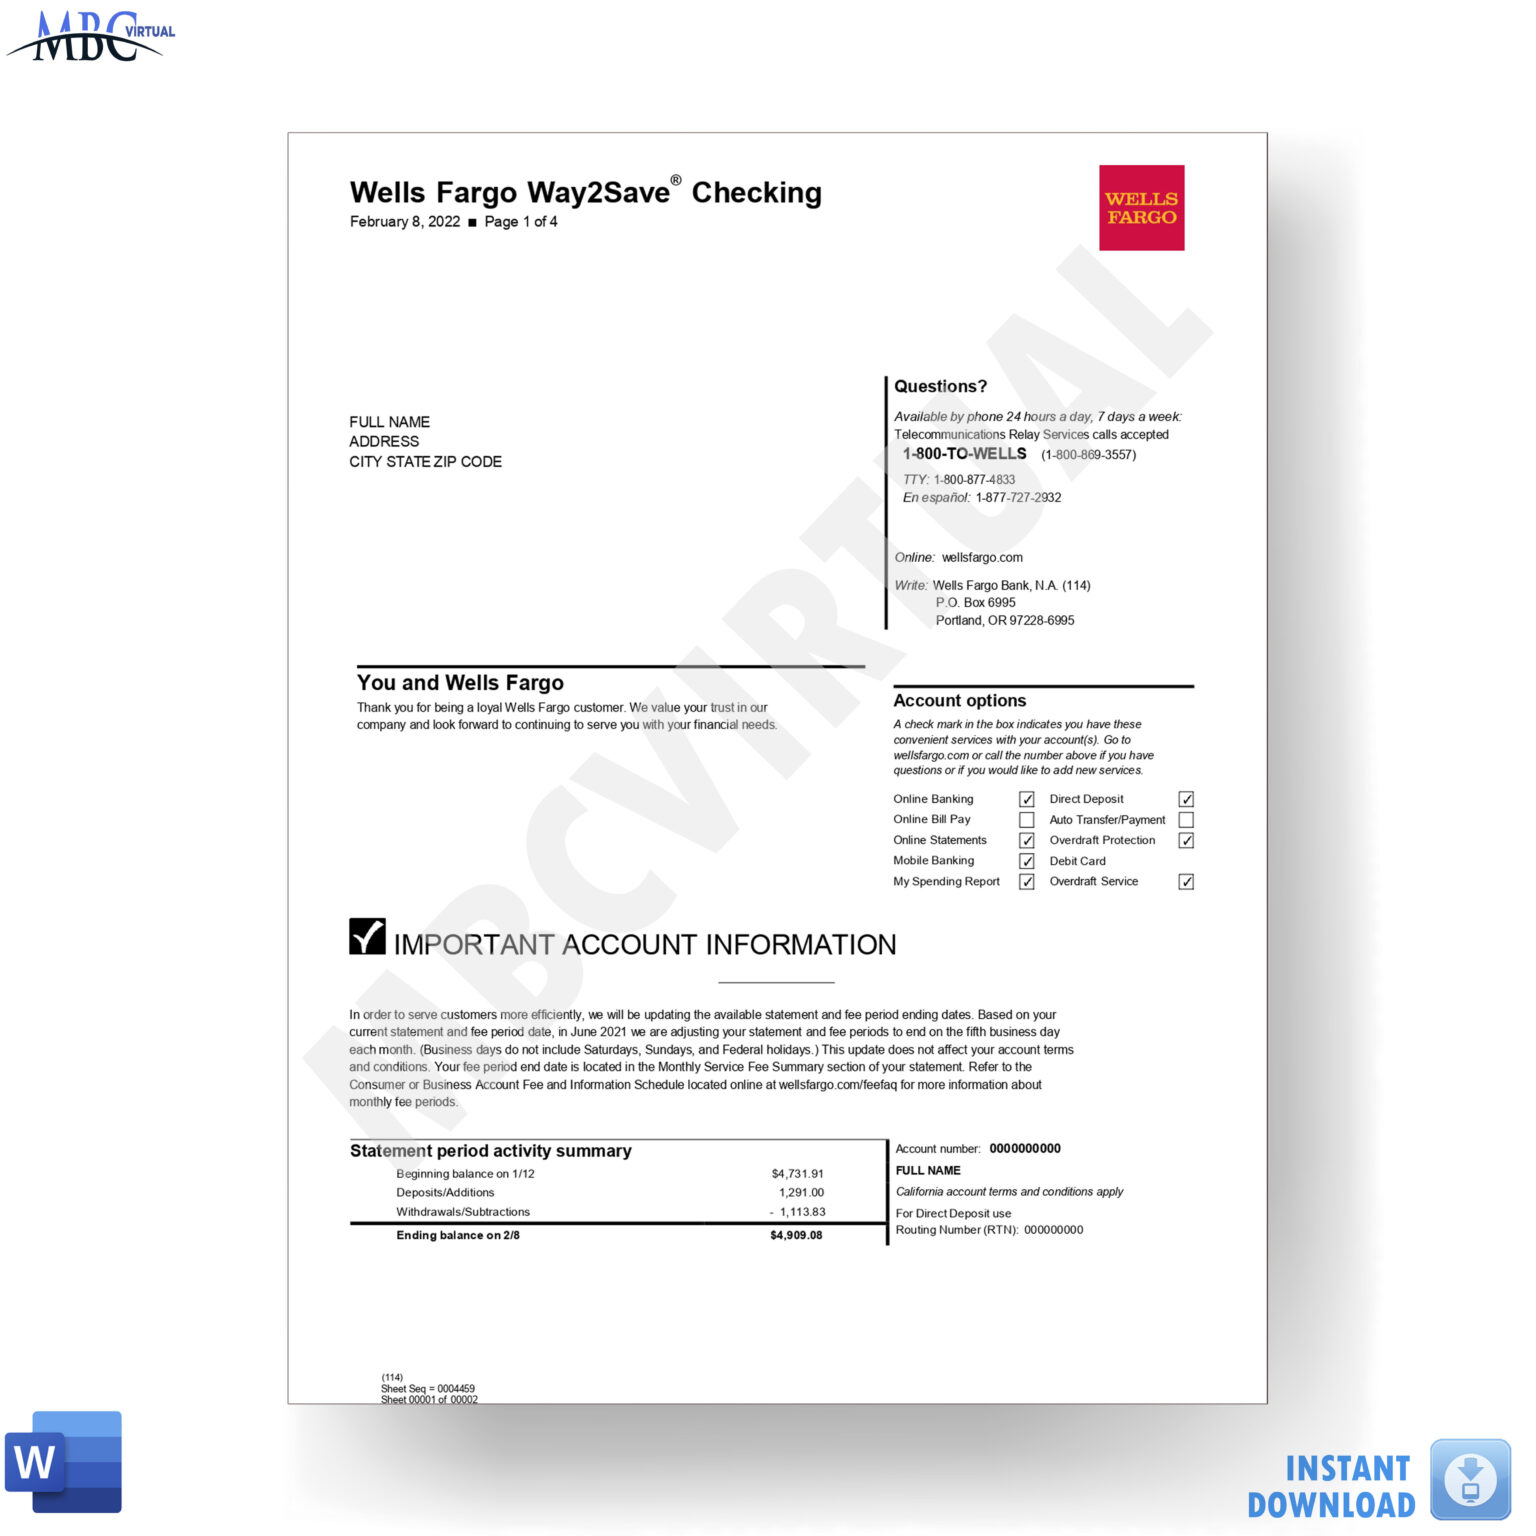 MBC VIRTUAL
Wells Fargo Way2Save® Checking
February 8, 2022 ■ Page 1 of 4
WELLS
FARGO
Questions?
Available by phone 24 hours a day, 7 days a week:
Telecommunications Relay Services calls accepted
1-800-TO-WELLS (1-800-869-3557)
TTY: 1-800-877-4833
En español: 1-877-727-2932
FULL NAME
ADDRESS
CITY STATE ZIP CODE
Online: wellsfargo.com
Write: Wells Fargo Bank, N.A. (114)
P.O. Box 6995
Portland, OR 97228-6995
You and Wells Fargo
Thank you for being a loyal Wells Fargo customer. We value your trust in our
company and look forward to continuing to serve you with your financial needs.
Account options
A check mark in the box indicates you have these
convenient services with your account(s). Go to
wellsfargo.com or call the number above if you have
questions or if you would like to add new services.
Online Banking ✓ Direct Deposit ✓
Online Bill Pay Auto Transfer/Payment
Online Statements ✓ Overdraft Protection ✓
Mobile Banking ✓ Debit Card
My Spending Report ✓ Overdraft Service ✓
IMPORTANT ACCOUNT INFORMATION
In order to serve customers more efficiently, we will be updating the available statement and fee period ending dates. Based on your
current statement and fee period date, in June 2021 we are adjusting your statement and fee periods to end on the fifth business day
each month. (Business days do not include Saturdays, Sundays, and Federal holidays.) This update does not affect your account terms
and conditions. Your fee period end date is located in the Monthly Service Fee Summary section of your statement. Refer to the
Consumer or Business Account Fee and Information Schedule located online at wellsfargo.com/feefaq for more information about
monthly fee periods.
Statement period activity summary
Beginning balance on 1/12 $4,731.91
Deposits/Additions 1,291.00
Withdrawals/Subtractions - 1,113.83
Ending balance on 2/8 $4,909.08
Account number: 0000000000
FULL NAME
California account terms and conditions apply
For Direct Deposit use
Routing Number (RTN): 000000000
(114)
Sheet Seq = 0004459
Sheet 00001 of 00002
MBCVIRTUAL
W
INSTANT
DOWNLOAD